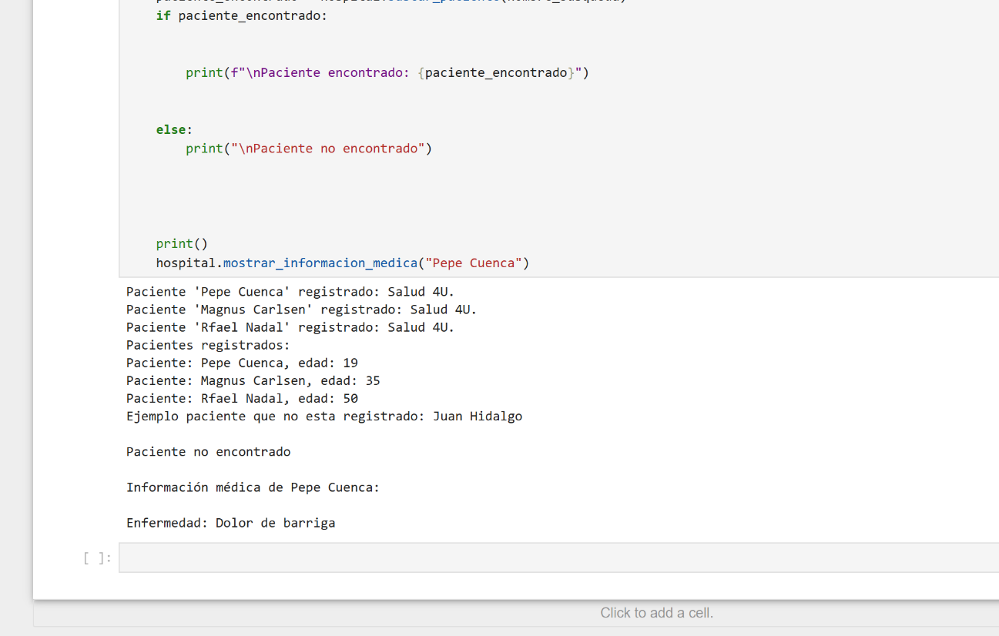 if paciente_encontrado:
print(f"\nPaciente encontrado: {paciente_encontrado}")
else:
print("\nPaciente no encontrado")
print()
hospital.mostrar_informacion_medica("Pepe Cuenca")
Paciente 'Pepe Cuenca' registrado: Salud 4U.
Paciente 'Magnus Carlsen' registrado: Salud 4U.
Paciente 'Rfael Nadal' registrado: Salud 4U.
Pacientes registrados:
Paciente: Pepe Cuenca, edad: 19
Paciente: Magnus Carlsen, edad: 35
Paciente: Rfael Nadal, edad: 50
Ejemplo paciente que no esta registrado: Juan Hidalgo
Paciente no encontrado
Información médica de Pepe Cuenca:
Enfermedad: Dolor de barriga
[ ]:
Click to add a cell.